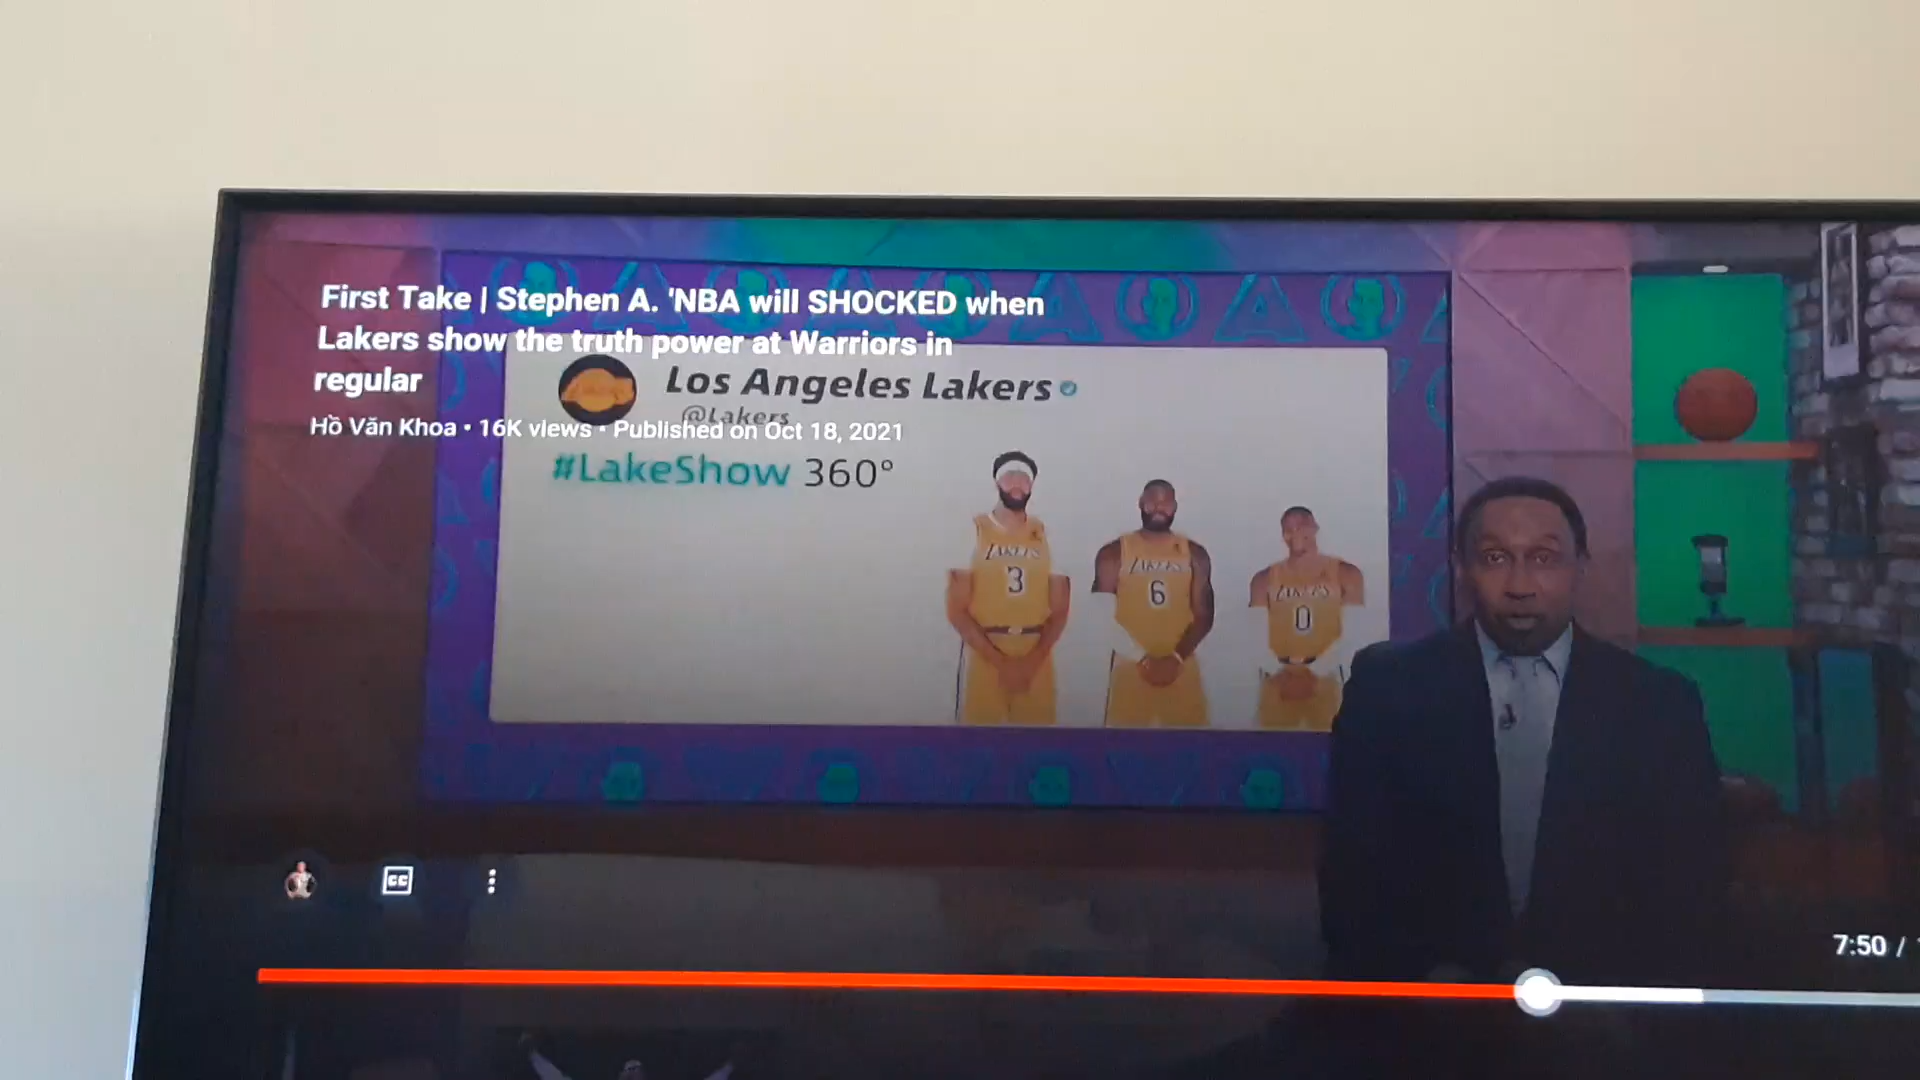 First Take | Stephen A. 'NBA will SHOCKED when
Lakers show the truth power at Warriors in
regular
Hồ Văn Khoa • 16K views • Published on Oct 18, 2021
Los Angeles Lakers
@Lakers
#LakeShow 360°
LAKERS
3
LAKERS
6
LAKERS
0
CC
7:50 /